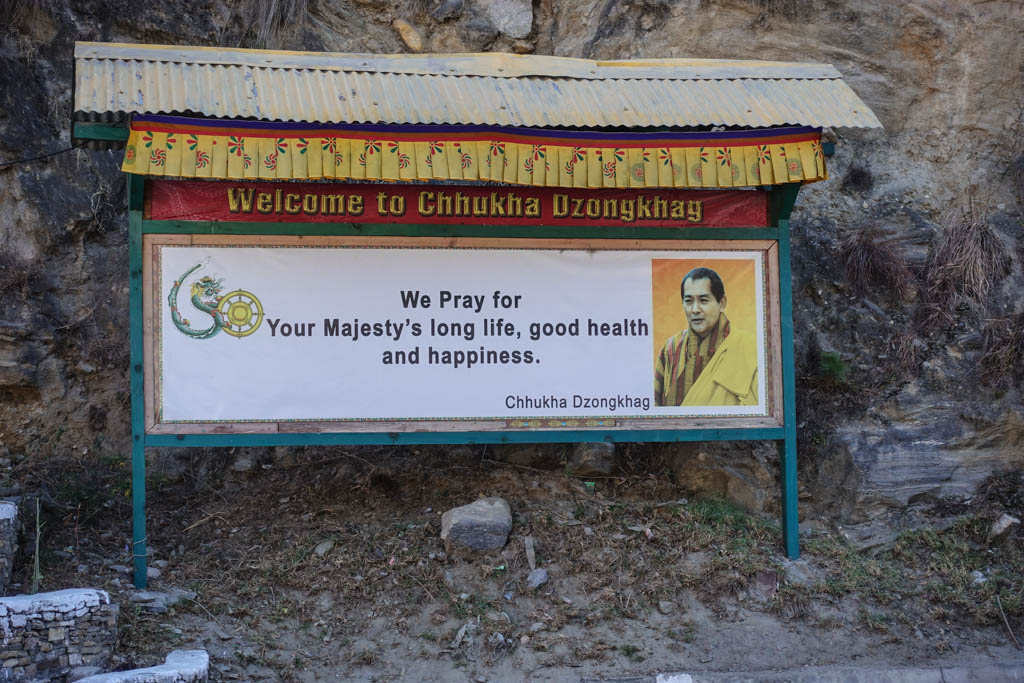 Welcome to Chhukha Dzongkhag
We Pray for
Your Majesty's long life, good health
and happiness.
Chhukha Dzongkhag